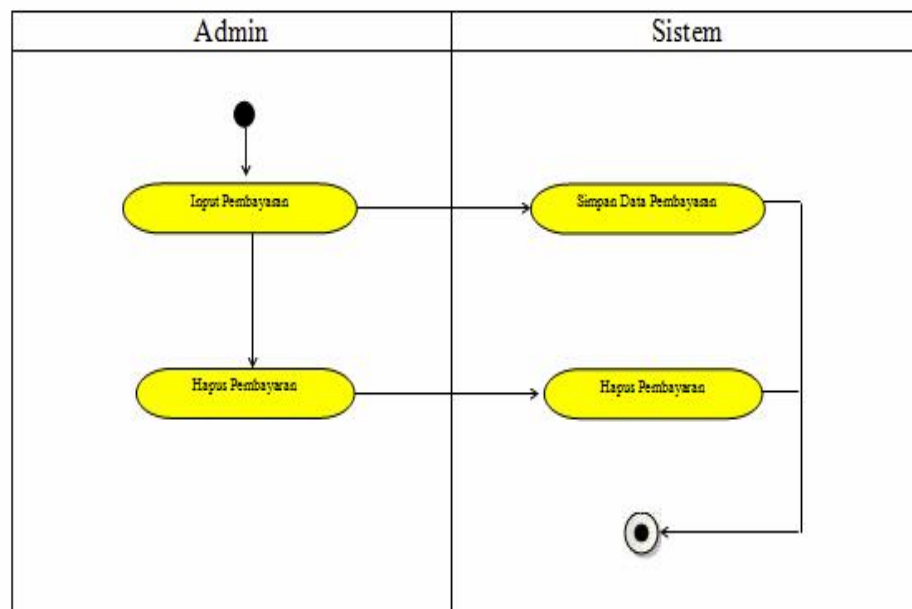 Admin
Sistem
Input Pembayaran
Simpan Data Pembayaran
Hapus Pembayaran
Hapus Pembayaran